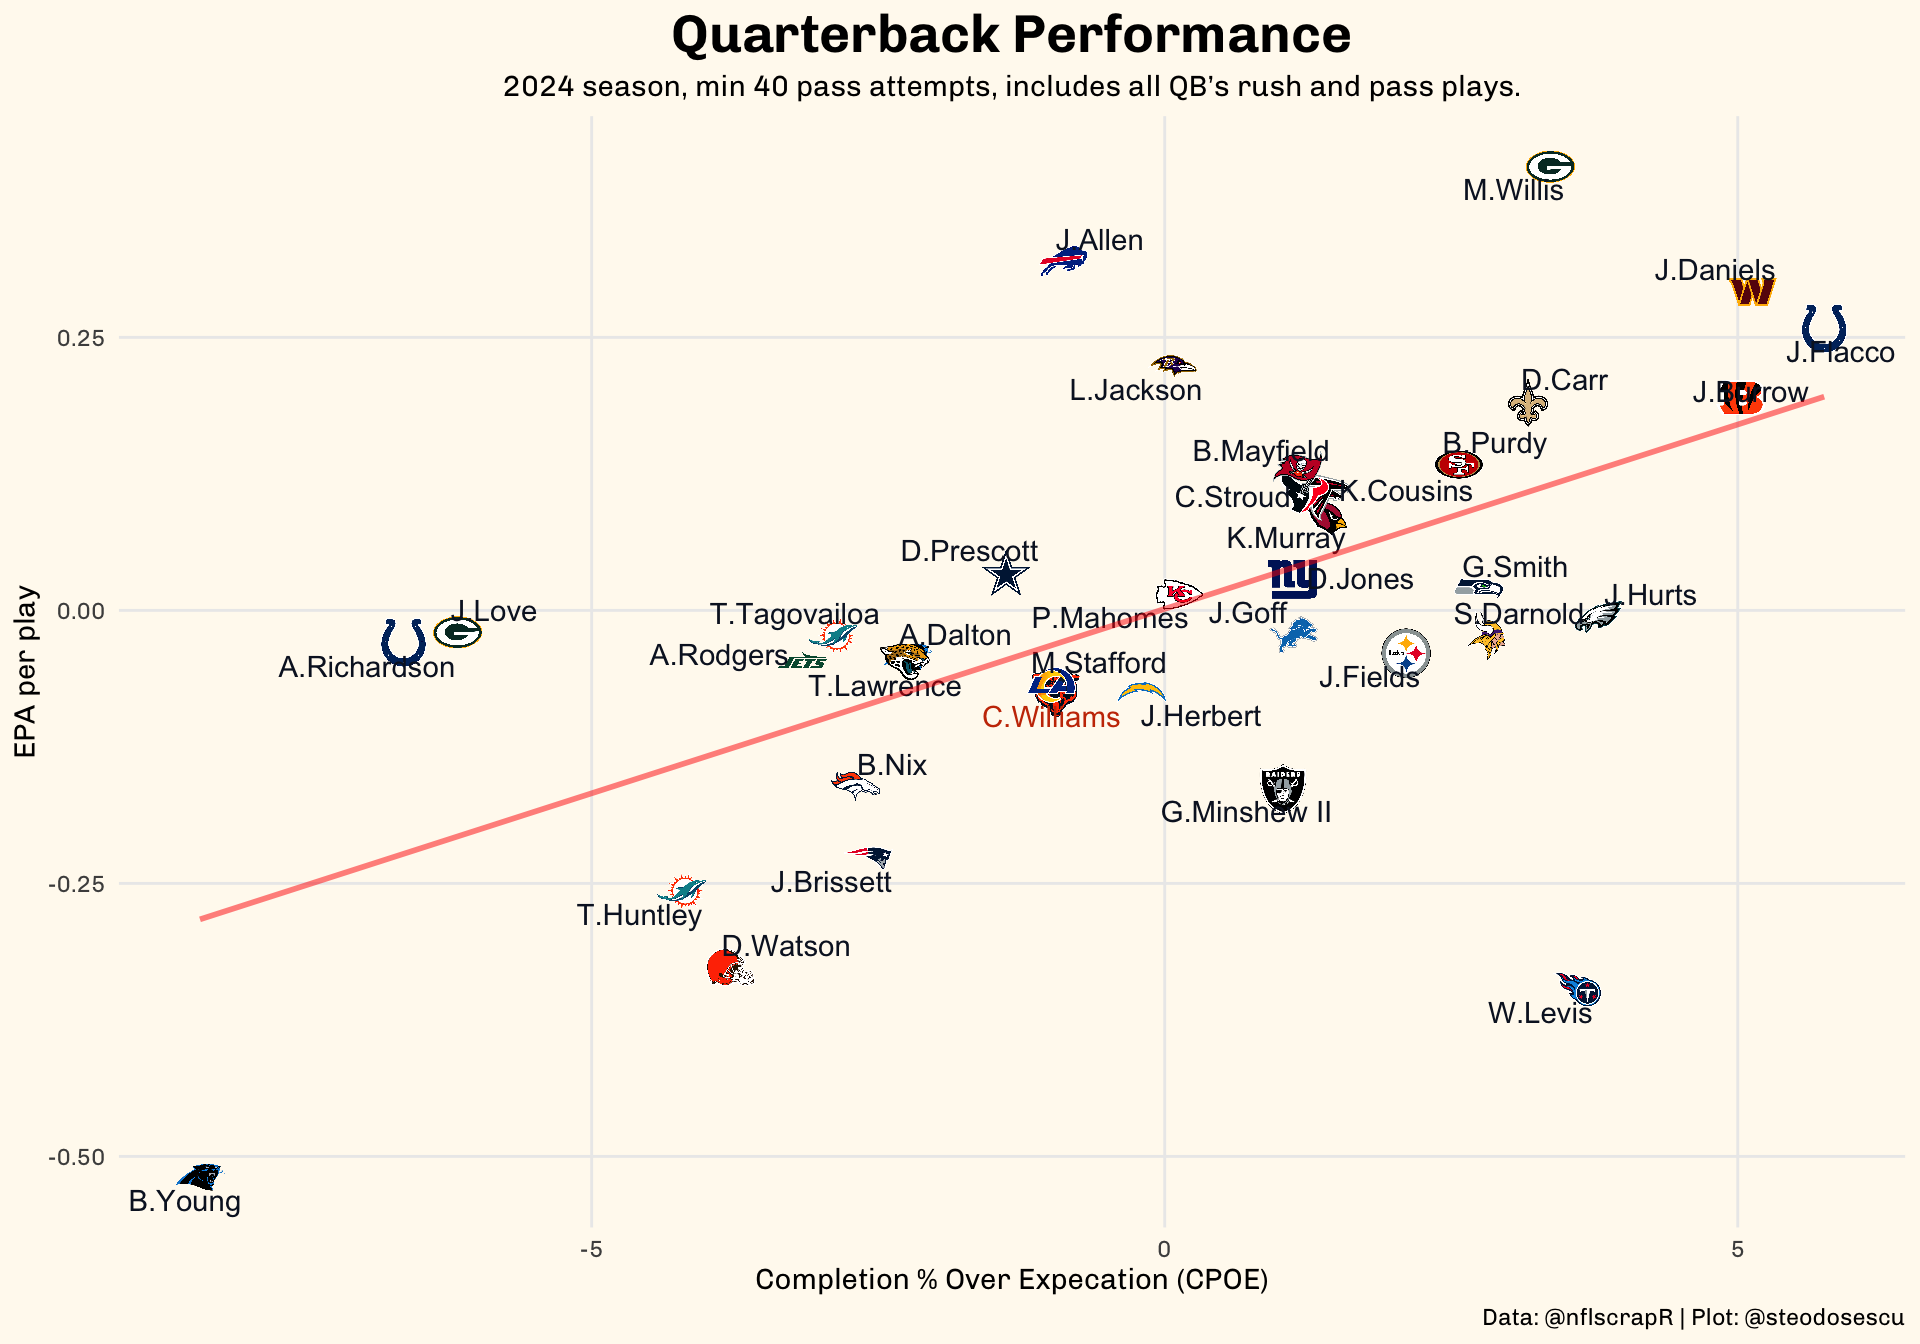 Quarterback Performance
2024 season, min 40 pass attempts, includes all QB's rush and pass plays.
M.Willis
J.Allen
J.Daniels
0.25
J.Flacco
L.Jackson
D.Carr
J.Burrow
B.Mayfield
B.Purdy
C.Stroud
K.Cousins
K.Murray
D.Prescott
G.Smith
D.Jones
J.Hurts
0.00
J.Love
T.Tagovailoa
P.Mahomes
J.Goff
S.Darnold
A.Dalton
A.Rodgers
JETS
A.Richardson
M.Stafford
J.Fields
T.Lawrence
C.Williams
J.Herbert
B.Nix
RAIDERS
G.Minshew II
-0.25
J.Brissett
T.Huntley
D.Watson
W.Levis
-0.50
B.Young
-5
0
5
EPA per play
Completion % Over Expecation (CPOE)
Data: @nflscrapR | Plot: @steodosescu